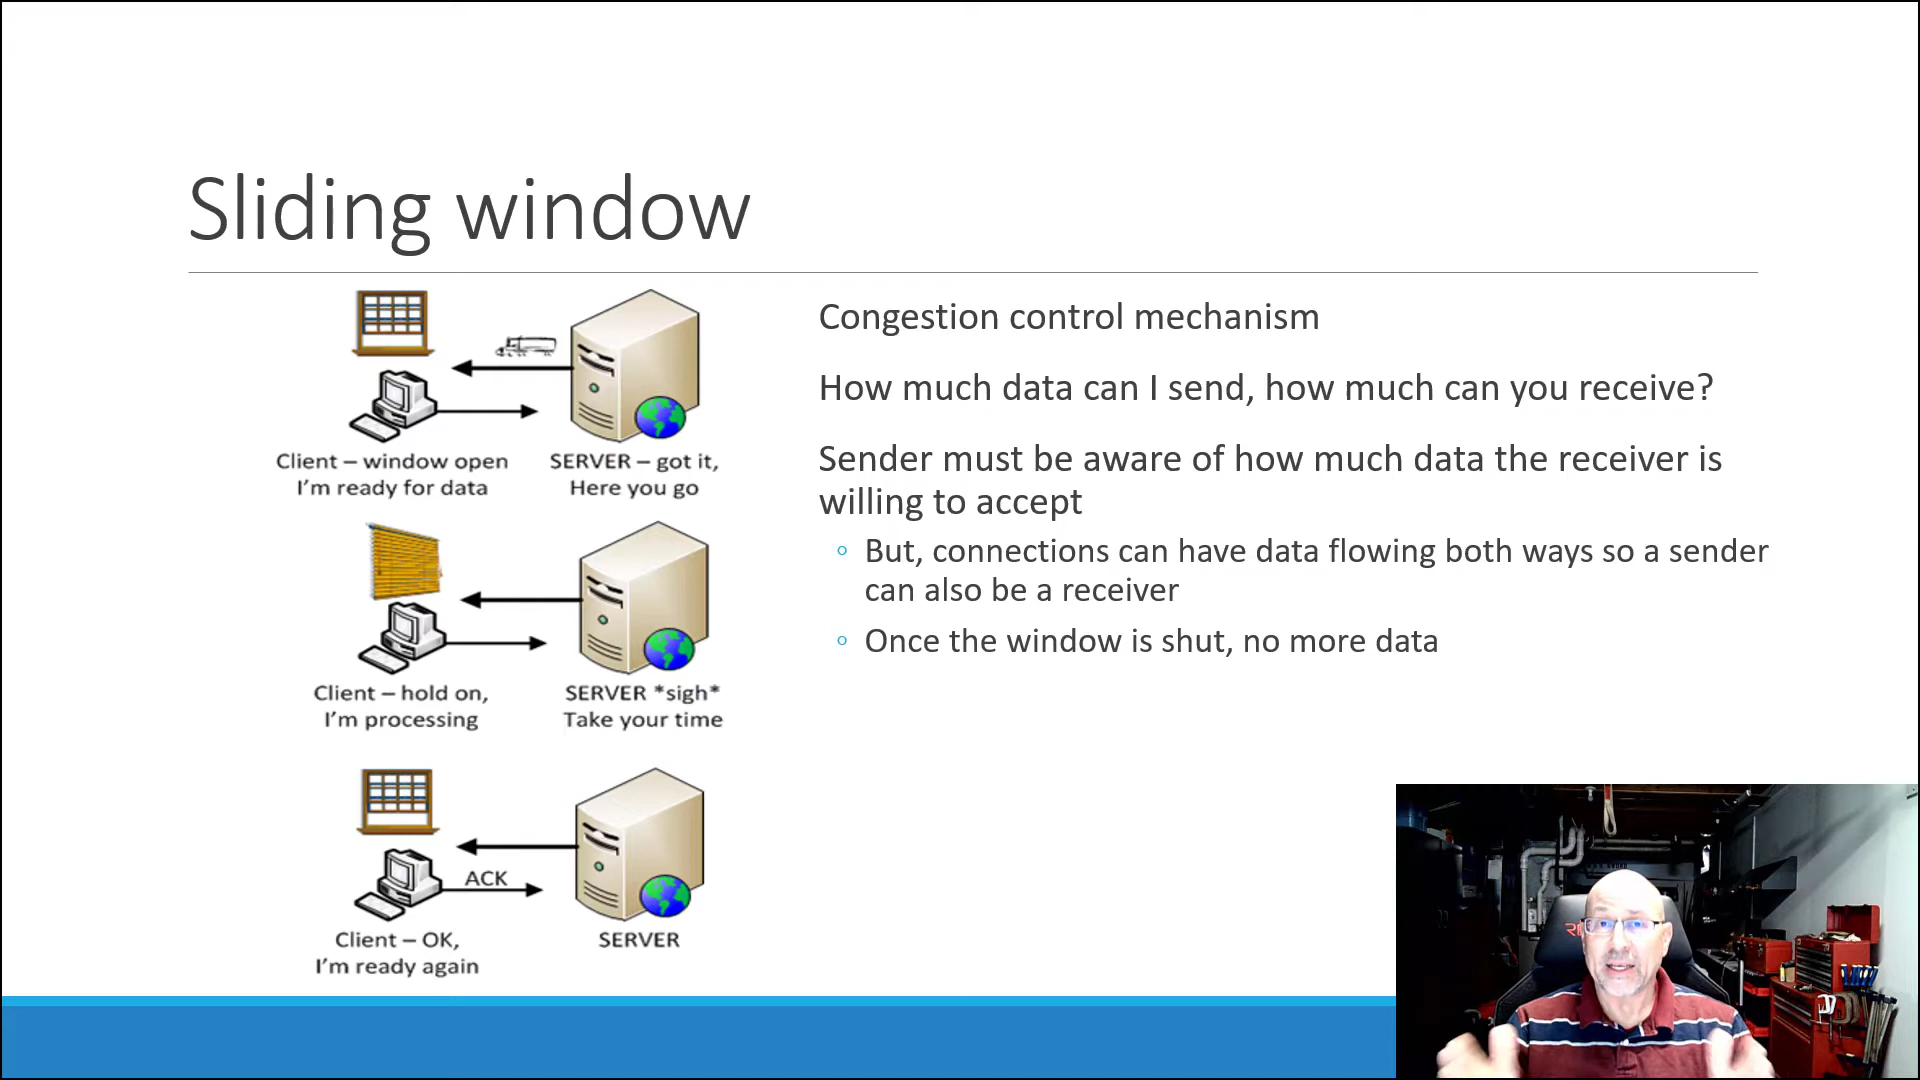 Sliding window
Client – window open
I'm ready for data
SERVER – got it,
Here you go
Client – hold on,
I'm processing
SERVER *sigh*
Take your time
ACK
Client – OK,
I'm ready again
SERVER
Congestion control mechanism
How much data can I send, how much can you receive?
Sender must be aware of how much data the receiver is
willing to accept
◦ But, connections can have data flowing both ways so a sender
can also be a receiver
◦ Once the window is shut, no more data